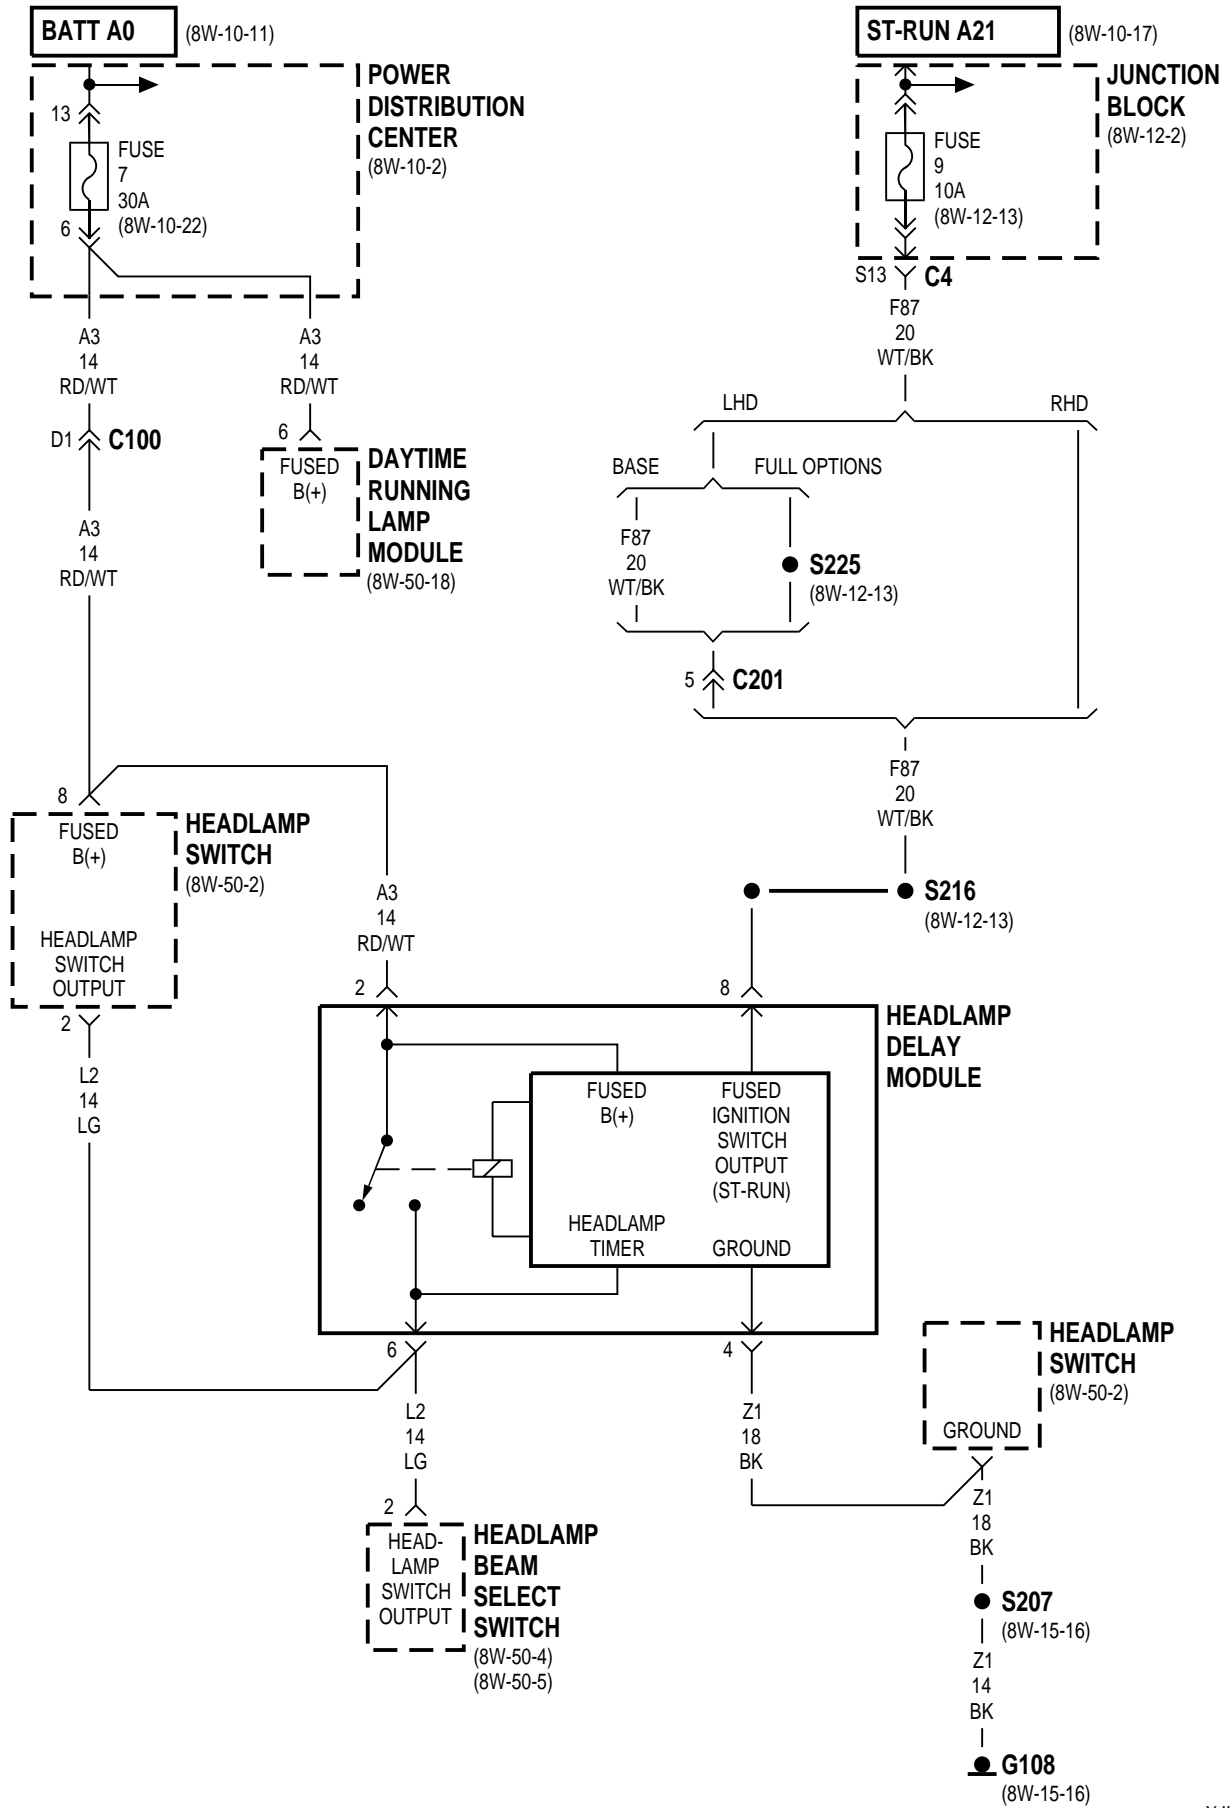 BATT A0 (8W-10-11)
ST-RUN A21 (8W-10-17)
POWER
DISTRIBUTION
CENTER
(8W-10-2)
13
FUSE
7
30A
(8W-10-22)
6
JUNCTION
BLOCK
(8W-12-2)
FUSE
9
10A
(8W-12-13)
S13 C4
A3
14
RD/WT
A3
14
RD/WT
F87
20
WT/BK
D1 C100
6
FUSED
B(+)
DAYTIME
RUNNING
LAMP
MODULE
(8W-50-18)
LHD
RHD
BASE
FULL OPTIONS
A3
14
RD/WT
F87
20
WT/BK
S225
(8W-12-13)
5 C201
F87
20
WT/BK
8
FUSED
B(+)
HEADLAMP
SWITCH
(8W-50-2)
HEADLAMP
SWITCH
OUTPUT
2
A3
14
RD/WT
S216
(8W-12-13)
2
8
HEADLAMP
DELAY
MODULE
L2
14
LG
FUSED
B(+)
FUSED
IGNITION
SWITCH
OUTPUT
(ST-RUN)
HEADLAMP
TIMER
GROUND
6
4
HEADLAMP
SWITCH
(8W-50-2)
GROUND
L2
14
LG
Z1
18
BK
2
HEAD-
LAMP
SWITCH
OUTPUT
HEADLAMP
BEAM
SELECT
SWITCH
(8W-50-4)
(8W-50-5)
Z1
18
BK
S207
(8W-15-16)
Z1
14
BK
G108
(8W-15-16)